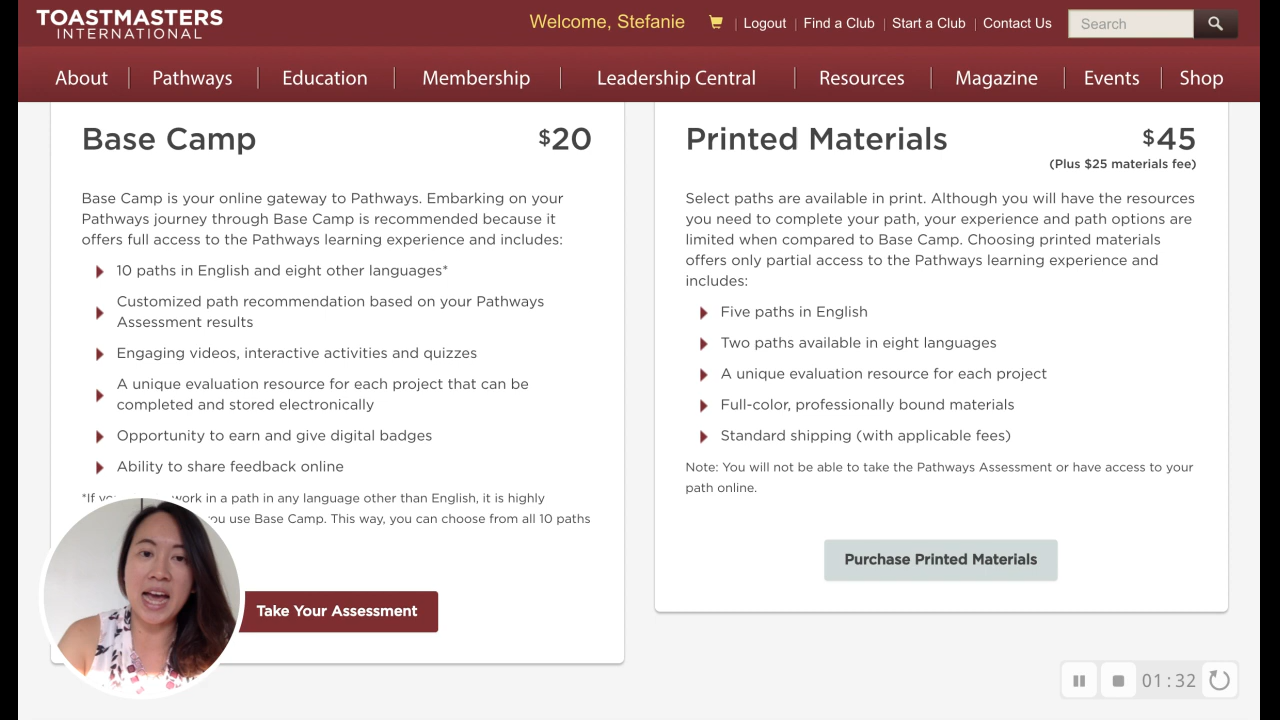 TOASTMASTERS
INTERNATIONAL
Welcome, Stefanie
Logout
Find a Club
Start a Club
Contact Us
Search
About
Pathways
Education
Membership
Leadership Central
Resources
Magazine
Events
Shop
Base Camp
$20
Base Camp is your online gateway to Pathways. Embarking on your
Pathways journey through Base Camp is recommended because it
offers full access to the Pathways learning experience and includes:
10 paths in English and eight other languages*
Customized path recommendation based on your Pathways
Assessment results
Engaging videos, interactive activities and quizzes
A unique evaluation resource for each project that can be
completed and stored electronically
Opportunity to earn and give digital badges
Ability to share feedback online
*If work in a path in any language other than English, it is highly
use Base Camp. This way, you can choose from all 10 paths
Take Your Assessment
Printed Materials
$45
(Plus $25 materials fee)
Select paths are available in print. Although you will have the resources
you need to complete your path, your experience and path options are
limited when compared to Base Camp. Choosing printed materials
offers only partial access to the Pathways learning experience and
includes:
Five paths in English
Two paths available in eight languages
A unique evaluation resource for each project
Full-color, professionally bound materials
Standard shipping (with applicable fees)
Note: You will not be able to take the Pathways Assessment or have access to your
path online.
Purchase Printed Materials
01:32